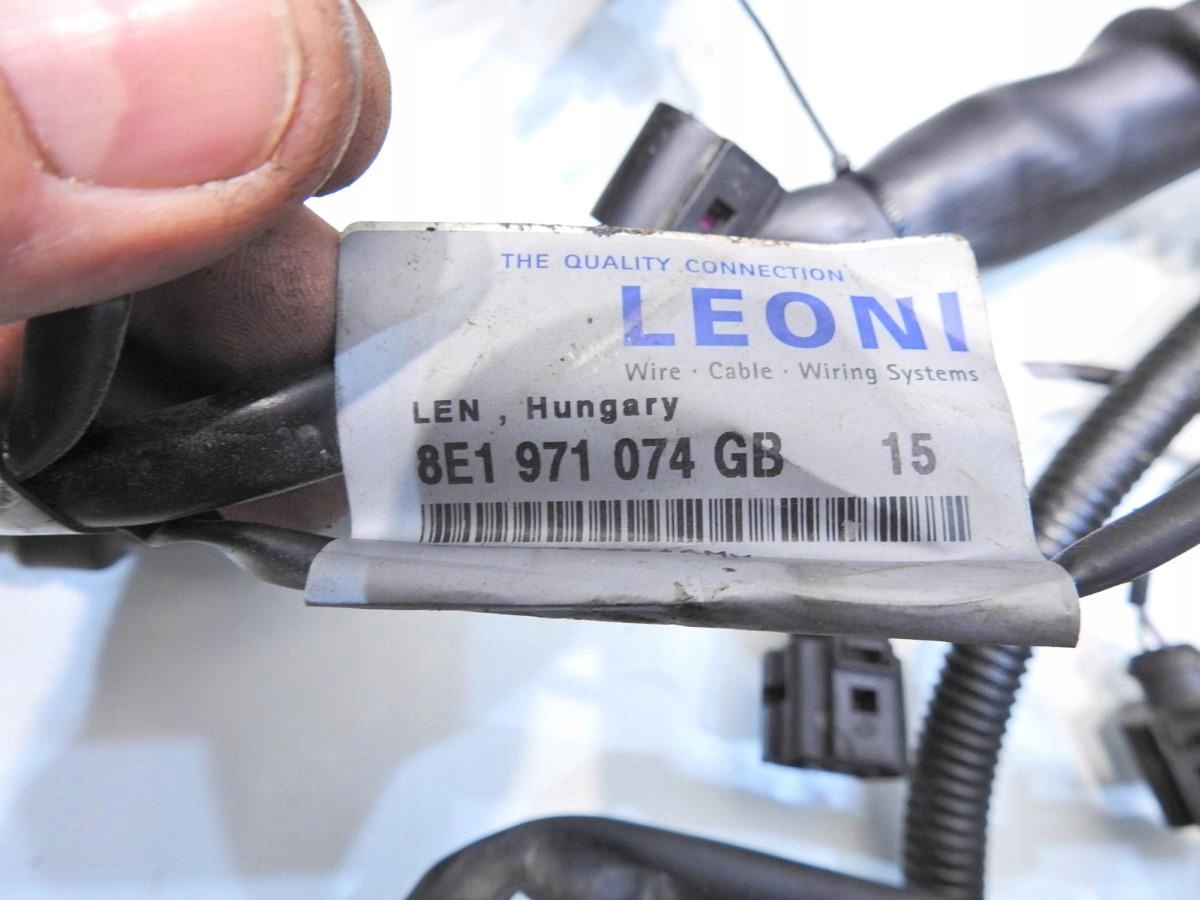 THE QUALITY CONNECTION
LEONI
Wire · Cable · Wiring Systems
LEN , Hungary
8E1 971 074 GB 15